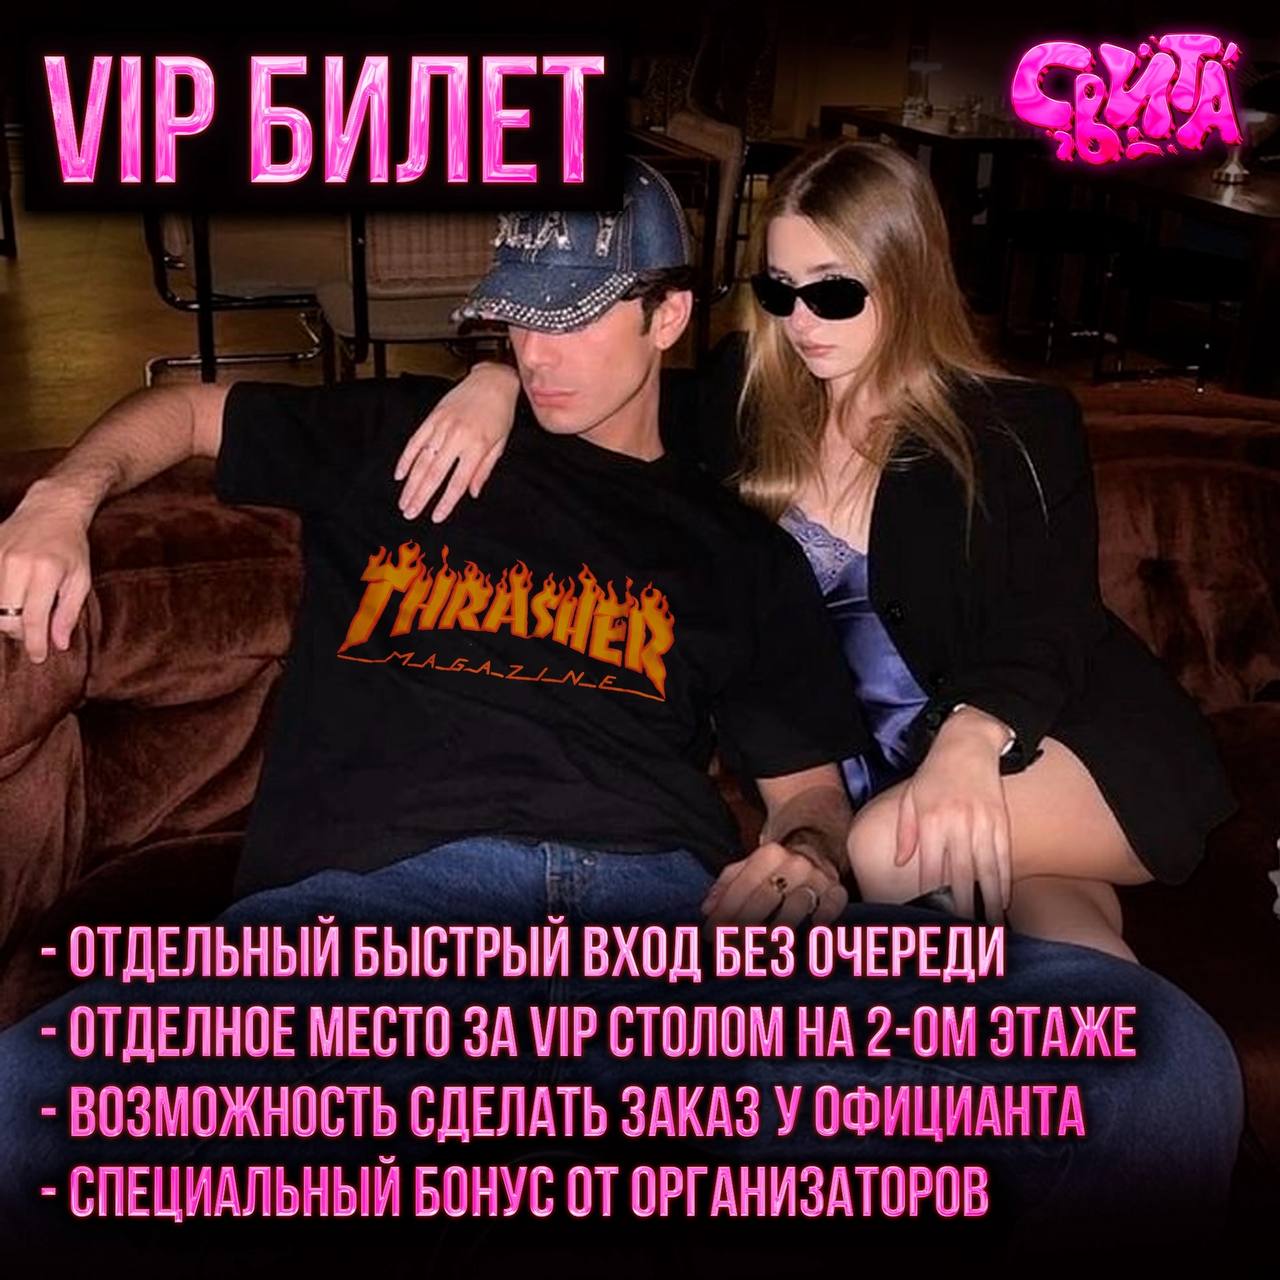 VIP БИЛЕТ
СВИТА
THRASHER
MAGAZINE
- ОТДЕЛЬНЫЙ БЫСТРЫЙ ВХОД БЕЗ ОЧЕРЕДИ
- ОТДЕЛНОЕ МЕСТО ЗА VIP СТОЛОМ НА 2-ОМ ЭТАЖЕ
- ВОЗМОЖНОСТЬ СДЕЛАТЬ ЗАКАЗ У ОФИЦИАНТА
- СПЕЦИАЛЬНЫЙ БОНУС ОТ ОРГАНИЗАТОРОВ